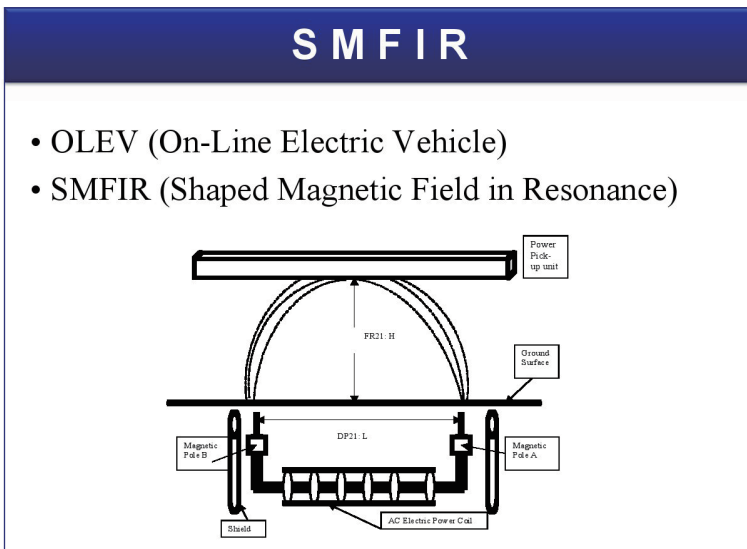 S M F I R
• OLEV (On-Line Electric Vehicle)
• SMFIR (Shaped Magnetic Field in Resonance)
Power
Pick-
up unit
FR21: H
Ground
Surface
DP21: L
Magnetic
Pole B
Magnetic
Pole A
AC Electric Power Coil
Shield